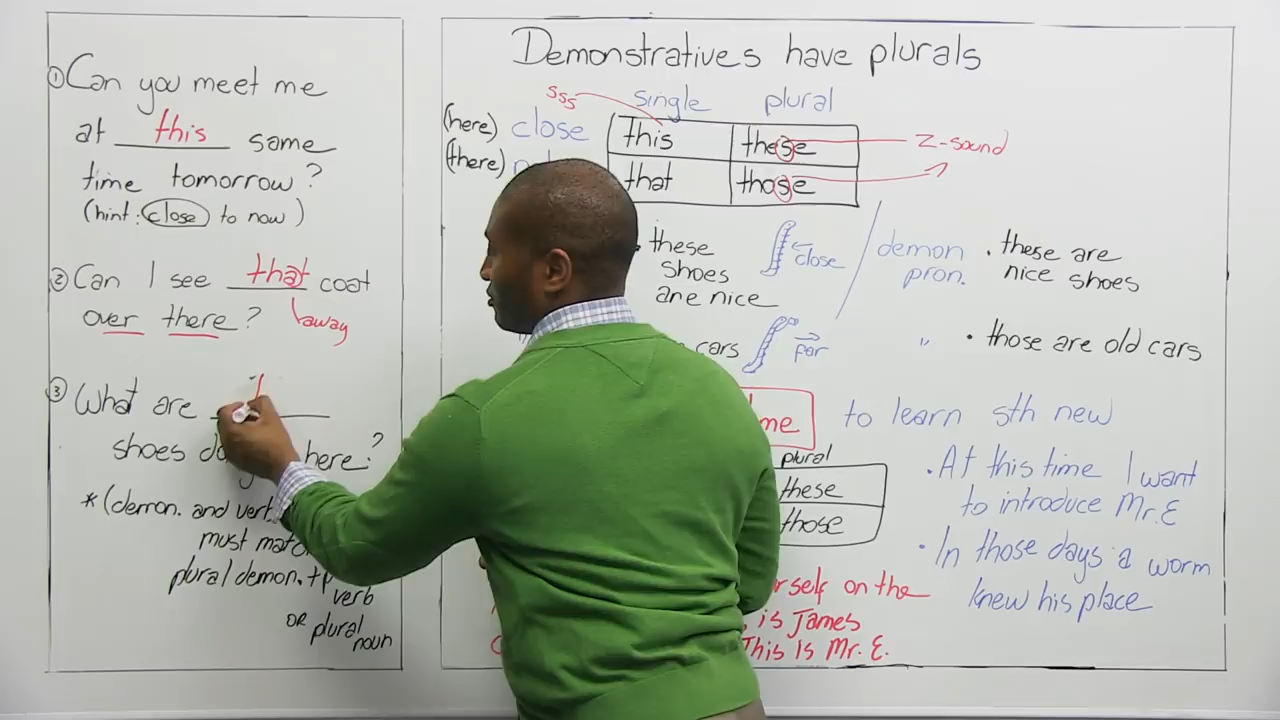 ① Can you meet me
at this same
time tomorrow?
(hint: close to now)
② Can I see that coat
over there?
away
③ What are
shoes here?
* (demon. and verb
must
plural demon. +
verb
OR plural
noun
Demonstratives have plurals
single plural
sss
(here) close this these Z-sound
(there) that those
these
shoes
are nice
close
cars
far
demon
pron.
• these are
nice shoes
" • those are old cars
me to learn sth new
plural
these
those
• At this time I want
to introduce Mr.E
• In those days a worm
knew his place
on the
is James
This Is Mr. E.